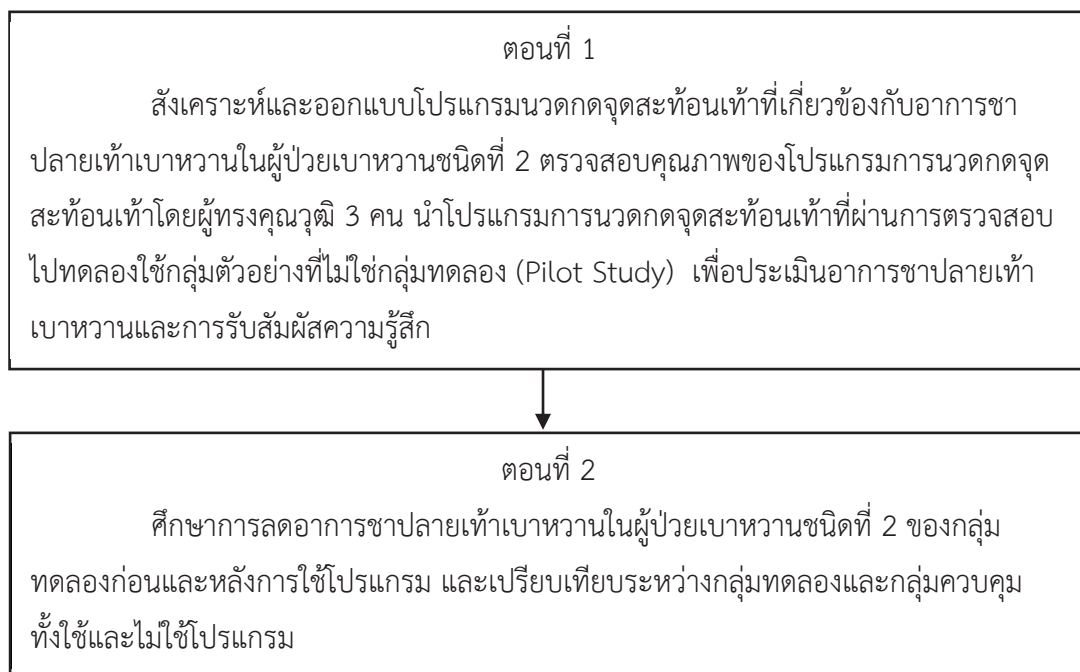 ตอนที่ 1
สังเคราะห์และออกแบบโปรแกรมนวดกดจุดสะท้อนเท้าที่เกี่ยวข้องกับอาการชา
ปลายเท้าเบาหวานในผู้ป่วยเบาหวานชนิดที่ 2 ตรวจสอบคุณภาพของโปรแกรมการนวดกดจุด
สะท้อนเท้าโดยผู้ทรงคุณวุฒิ 3 คน นำโปรแกรมการนวดกดจุดสะท้อนเท้าที่ผ่านการตรวจสอบ
ไปทดลองใช้กลุ่มตัวอย่างที่ไม่ใช่กลุ่มทดลอง (Pilot Study) เพื่อประเมินอาการชาปลายเท้า
เบาหวานและการรับสัมผัสความรู้สึก
ตอนที่ 2
ศึกษาการลดอาการชาปลายเท้าเบาหวานในผู้ป่วยเบาหวานชนิดที่ 2 ของกลุ่ม
ทดลองก่อนและหลังการใช้โปรแกรม และเปรียบเทียบระหว่างกลุ่มทดลองและกลุ่มควบคุม
ทั้งใช้และไม่ใช้โปรแกรม